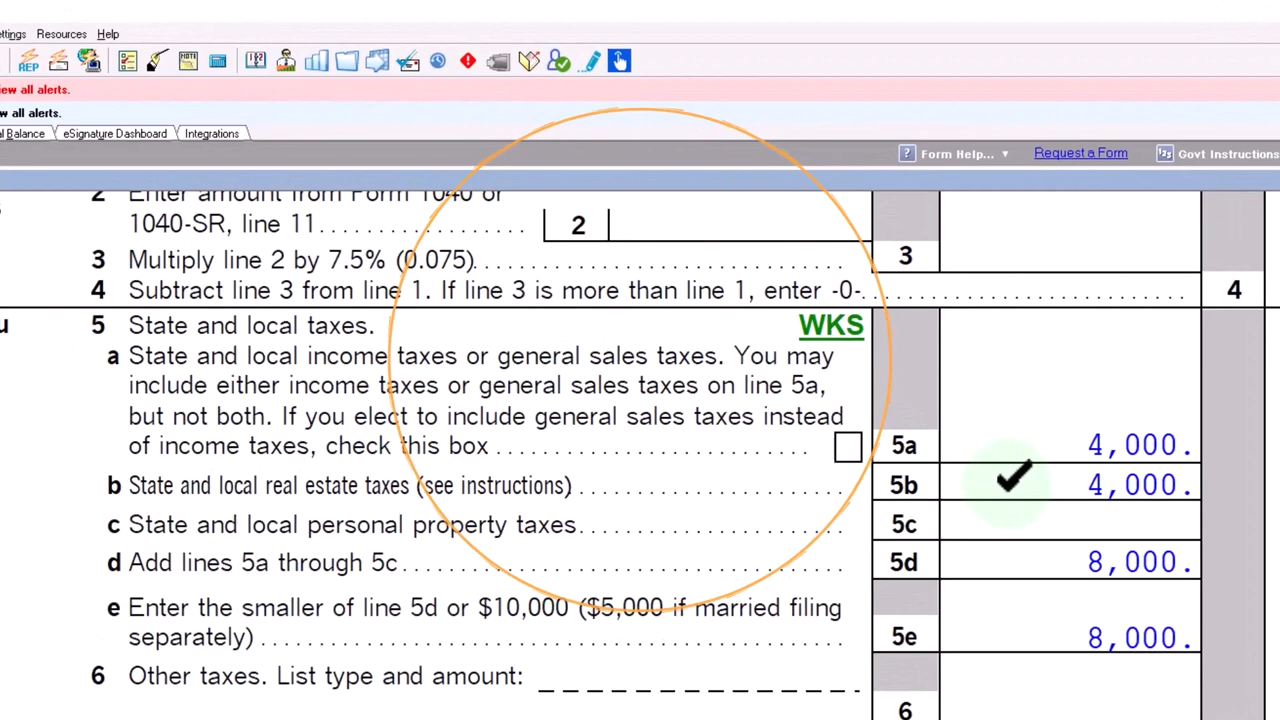 Resources Help
REP
NOTE
123
iew all alerts.
w all alerts.
al Balance eSignature Dashboard Integrations
? Form Help... ▼ Request a Form Govt Instructions
2 Enter amount from Form 1040 or
1040-SR, line 11 2
3 Multiply line 2 by 7.5% (0.075) 3
4 Subtract line 3 from line 1. If line 3 is more than line 1, enter -0- 4
5 State and local taxes. WKS
a State and local income taxes or general sales taxes. You may
include either income taxes or general sales taxes on line 5a,
but not both. If you elect to include general sales taxes instead
of income taxes, check this box 5a 4,000.
b State and local real estate taxes (see instructions) 5b 4,000.
c State and local personal property taxes 5c
d Add lines 5a through 5c 5d 8,000.
e Enter the smaller of line 5d or $10,000 ($5,000 if married filing
separately) 5e 8,000.
6 Other taxes. List type and amount:
6